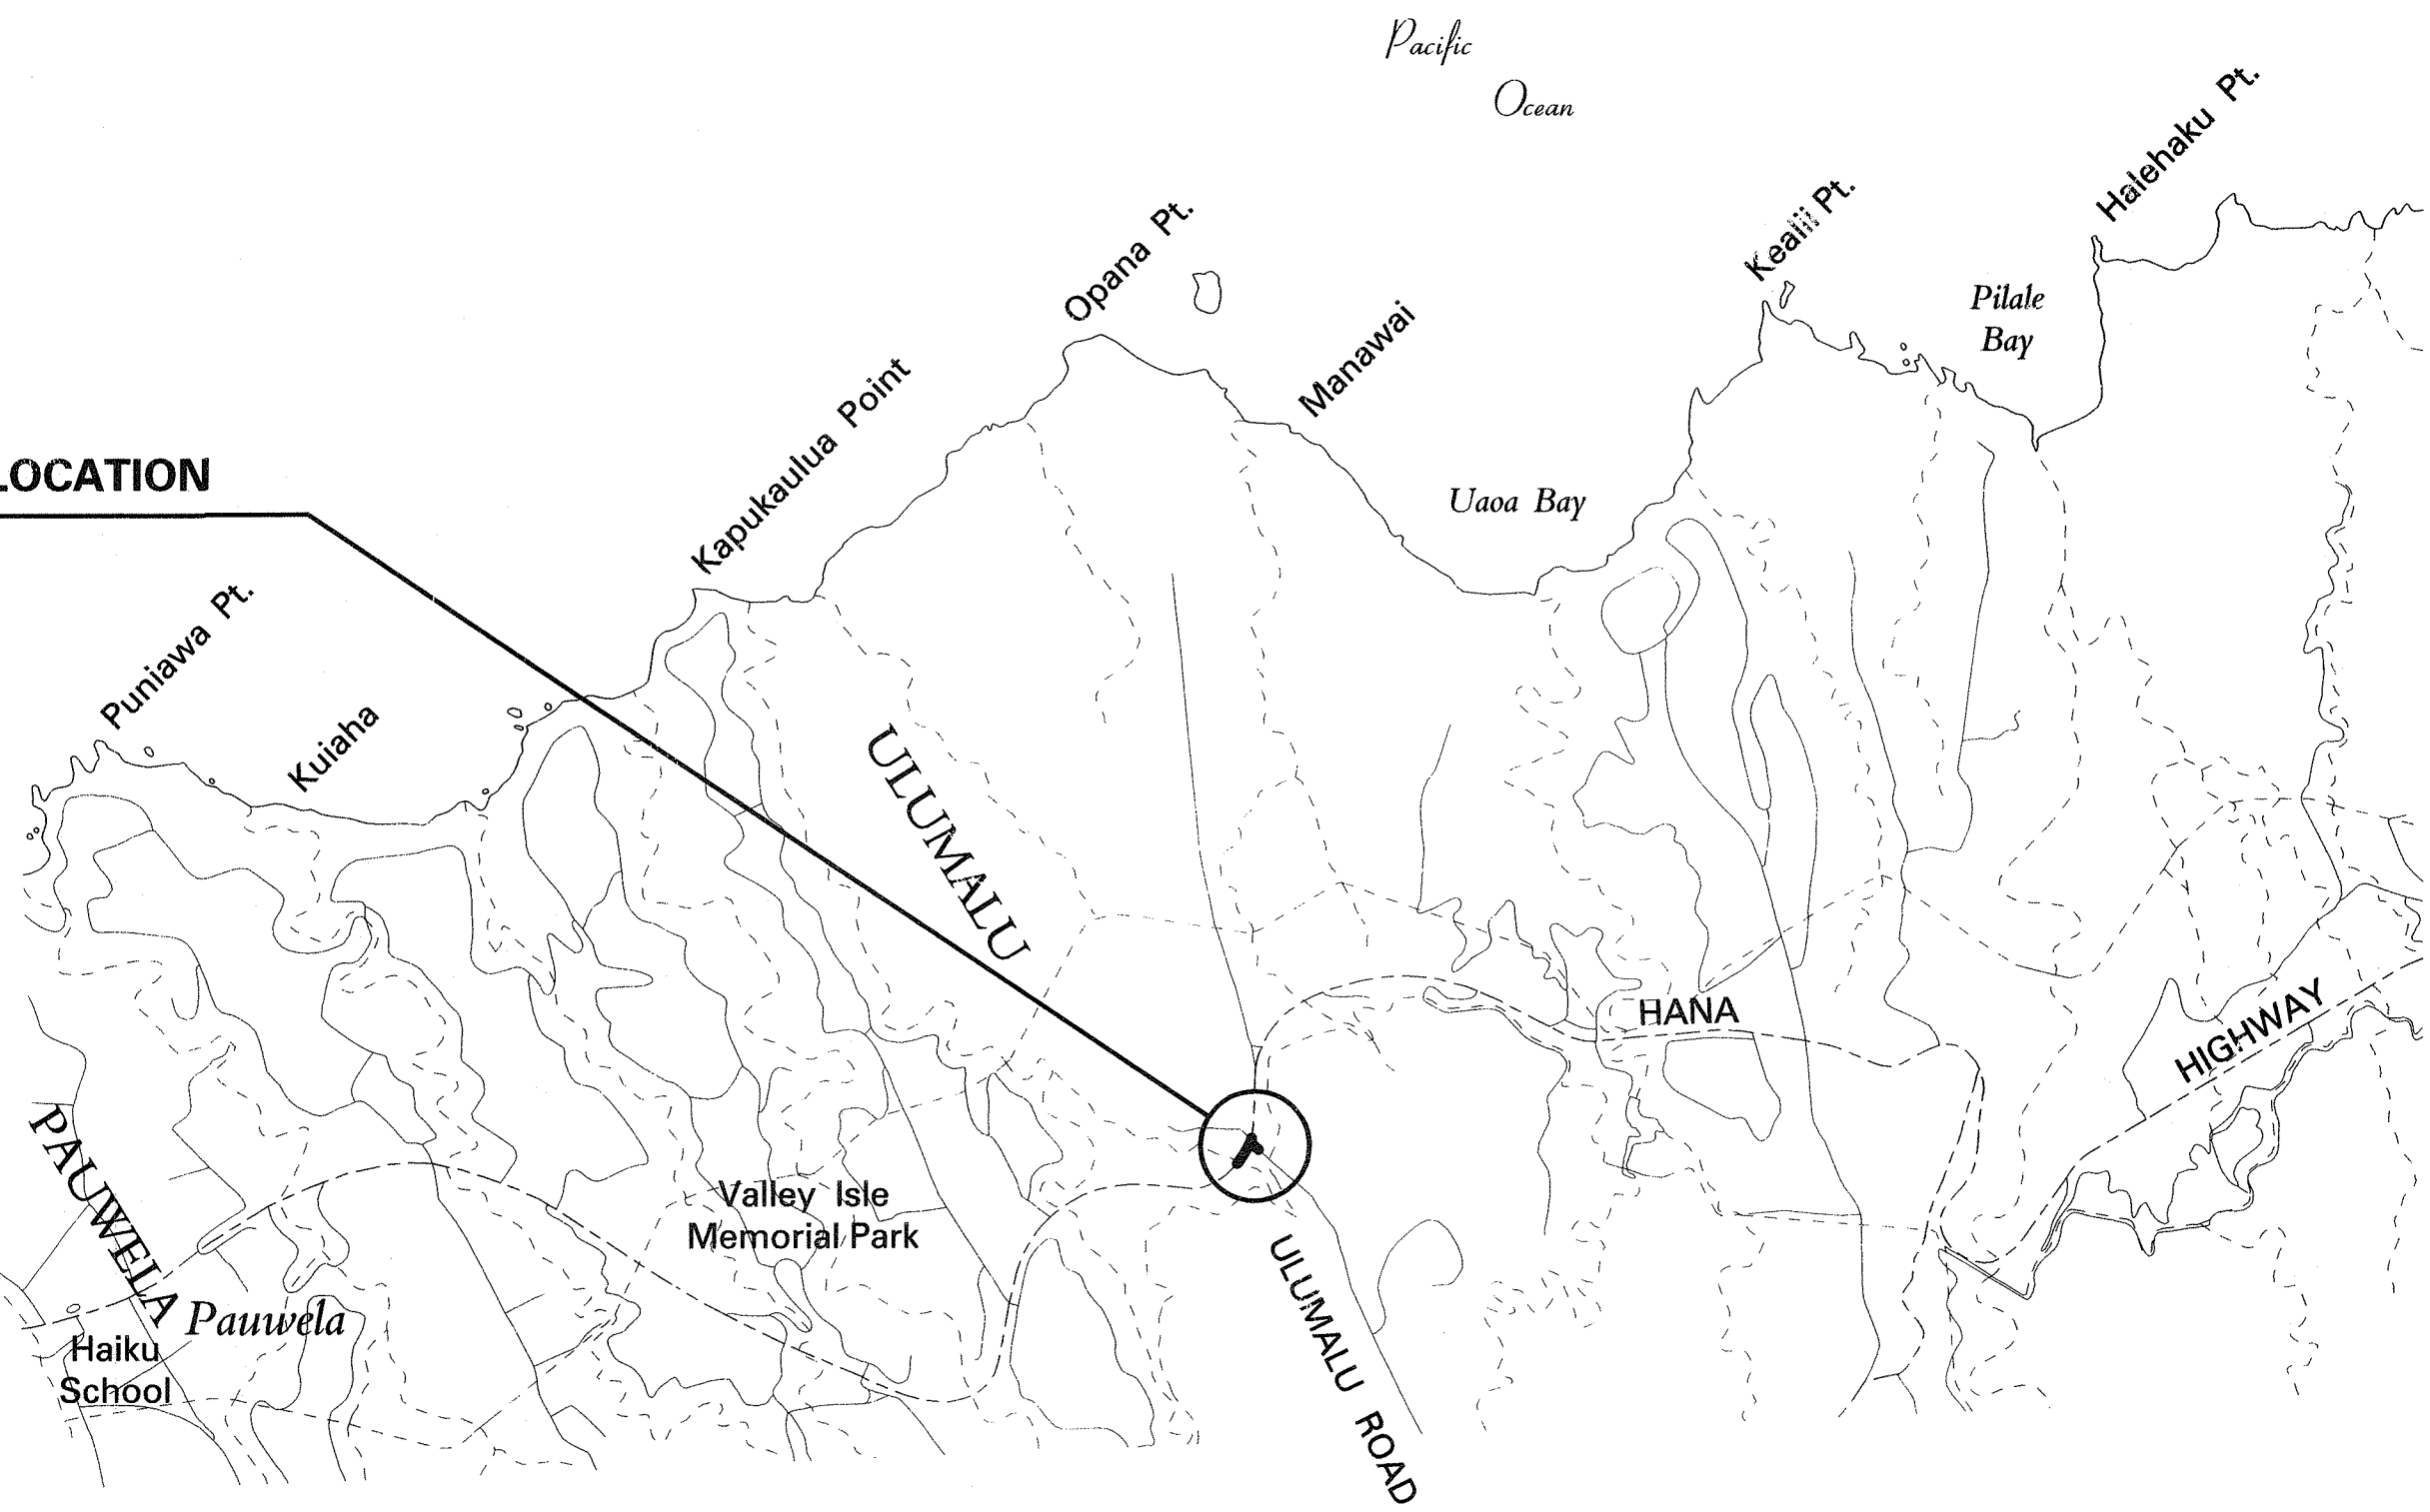 Pacific
Ocean
Halehaku Pt.
Kealii Pt.
Opana Pt.
Pilale
Bay
Manawai
Kapukaulua Point
LOCATION
Uaoa Bay
Puniawa Pt.
Kuiaha
ULUMALU
HANA
HIGHWAY
PAUWELA
Valley Isle
Memorial Park
ULUMALU ROAD
Pauwela
Haiku
School